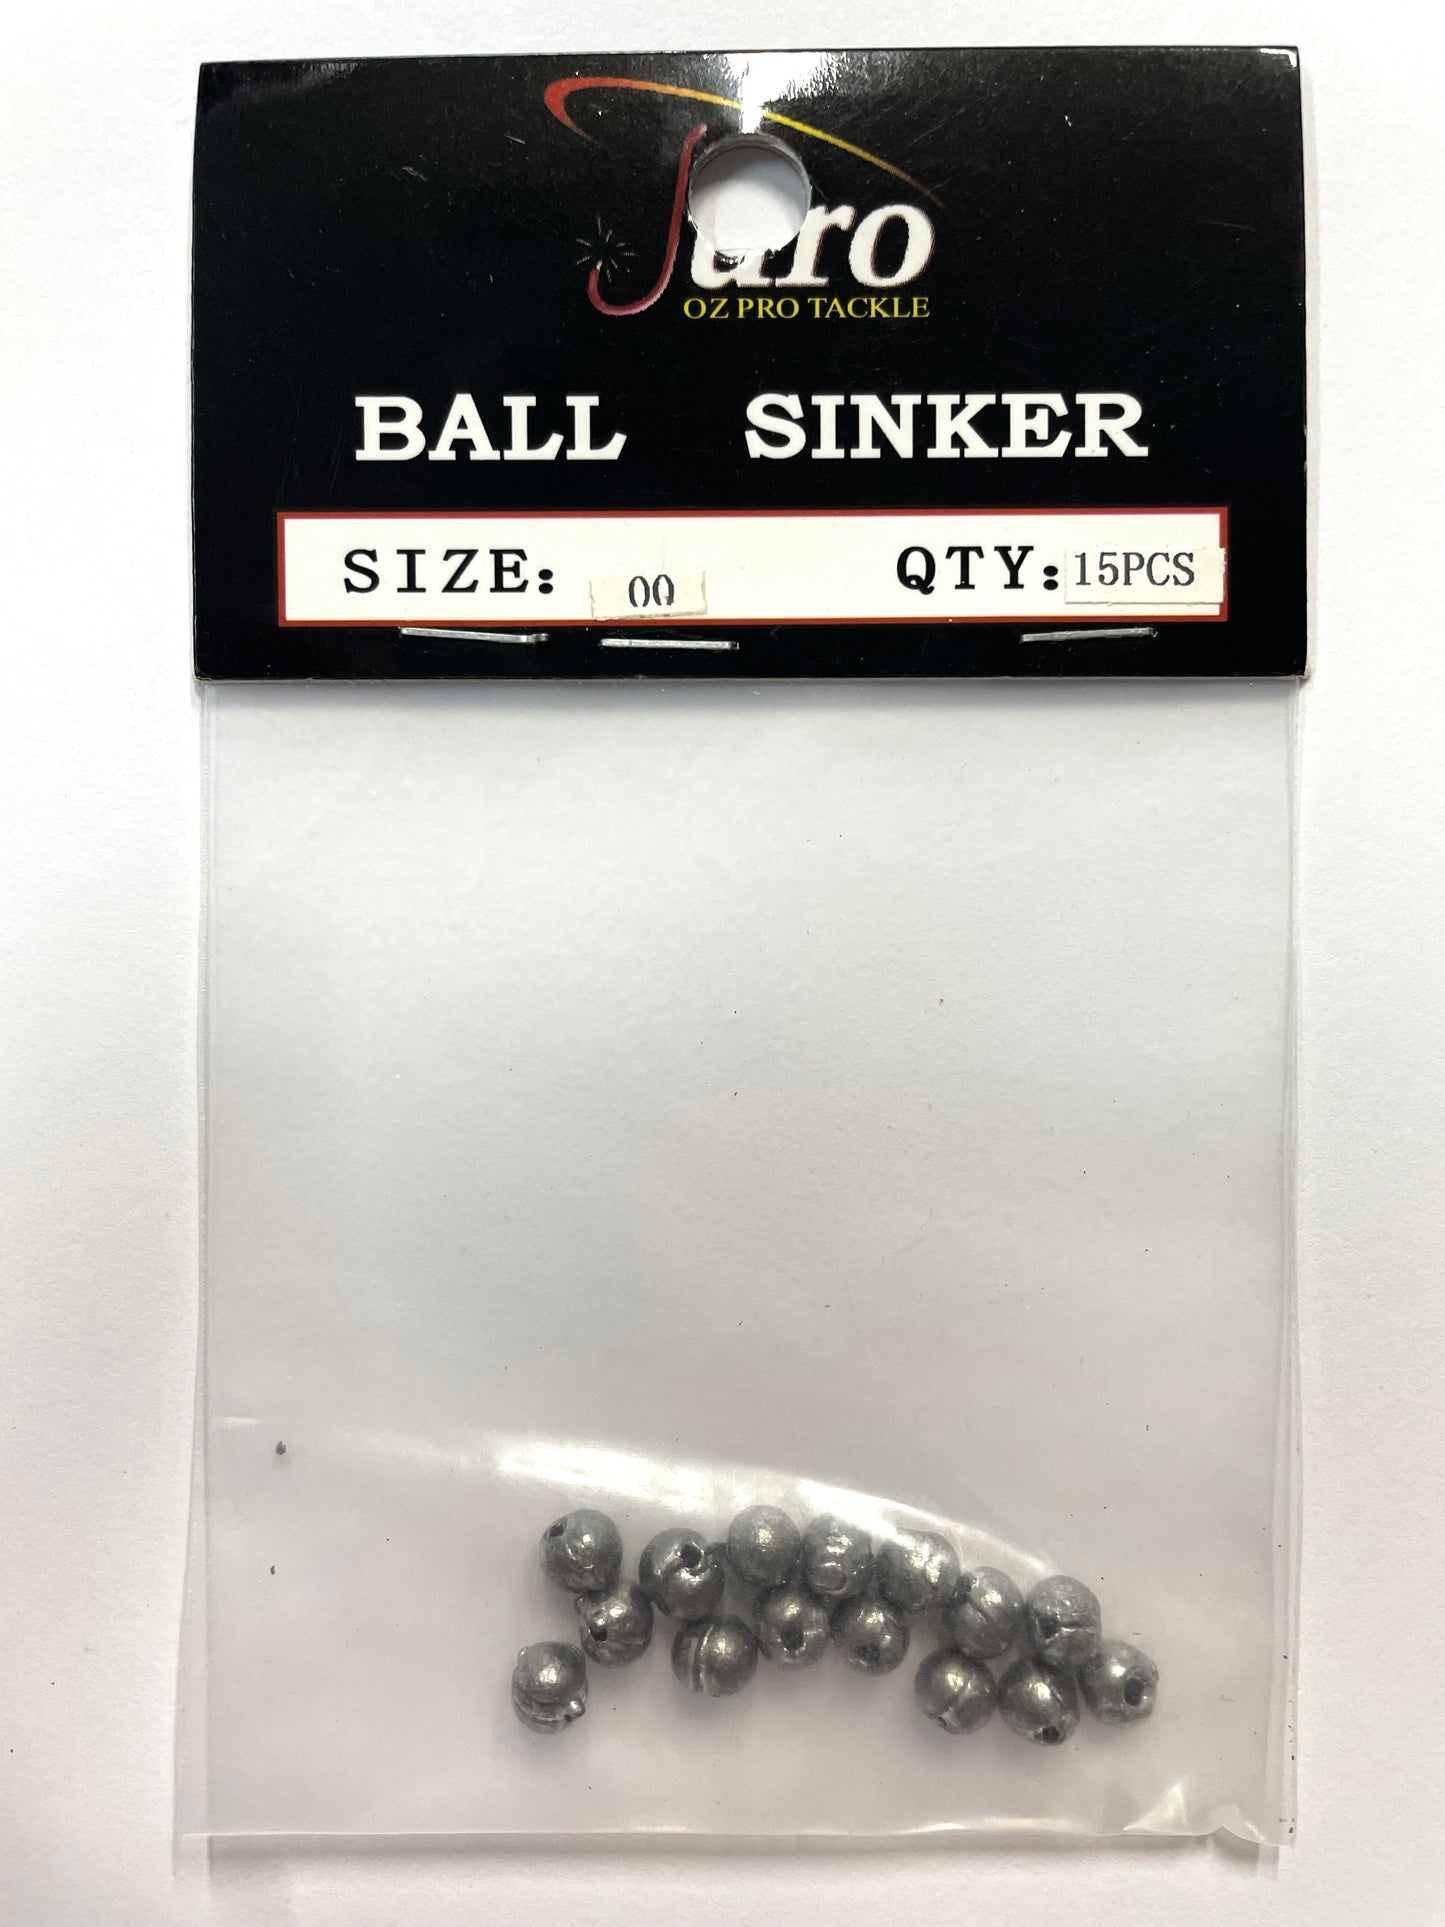 Juro
OZ PRO TACKLE
BALL SINKER
SIZE: 00 QTY: 15PCS